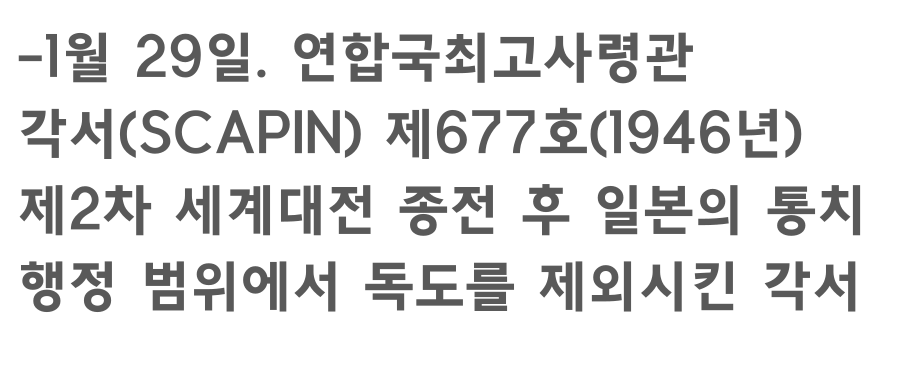 -1월 29일. 연합국최고사령관
각서(SCAPIN) 제677호(1946년)
제2차 세계대전 종전 후 일본의 통치
행정 범위에서 독도를 제외시킨 각서